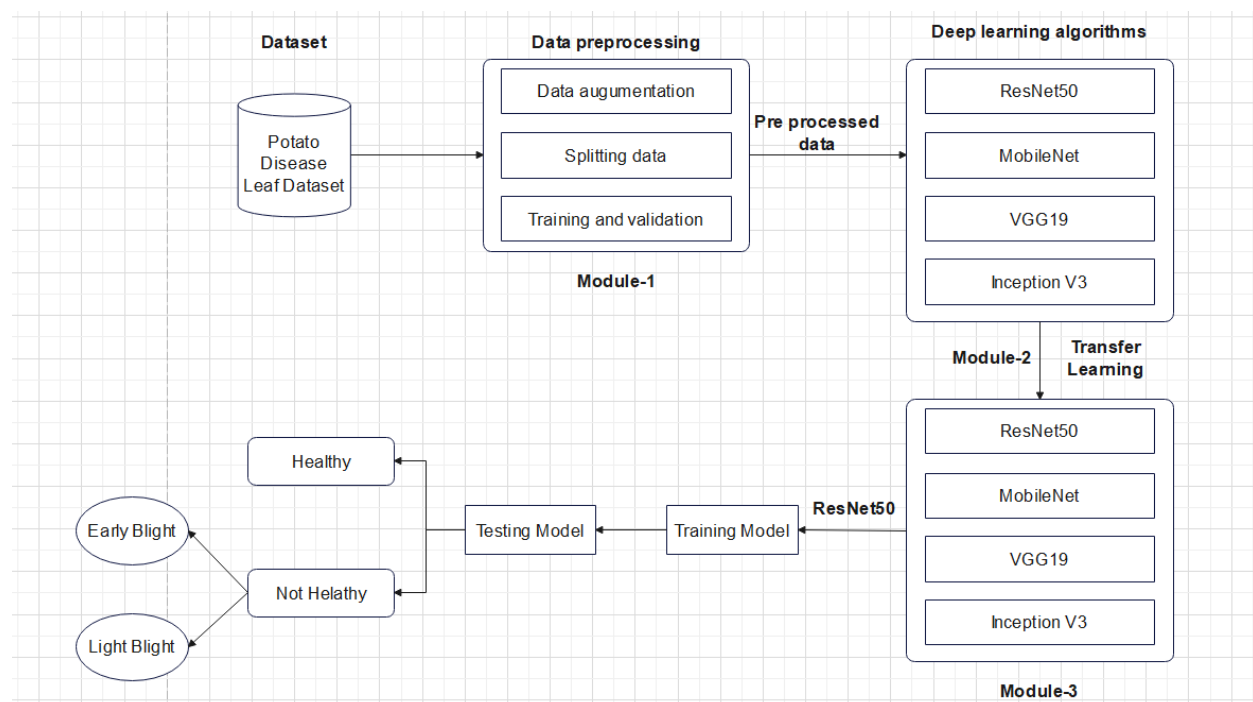 Dataset
Potato
Disease
Leaf Dataset
Data preprocessing
Data augumentation
Splitting data
Training and validation
Module-1
Pre processed
data
Deep learning algorithms
ResNet50
MobileNet
VGG19
Inception V3
Module-2
Transfer
Learning
ResNet50
MobileNet
VGG19
Inception V3
Module-3
ResNet50
Training Model
Testing Model
Healthy
Not Helathy
Early Blight
Light Blight